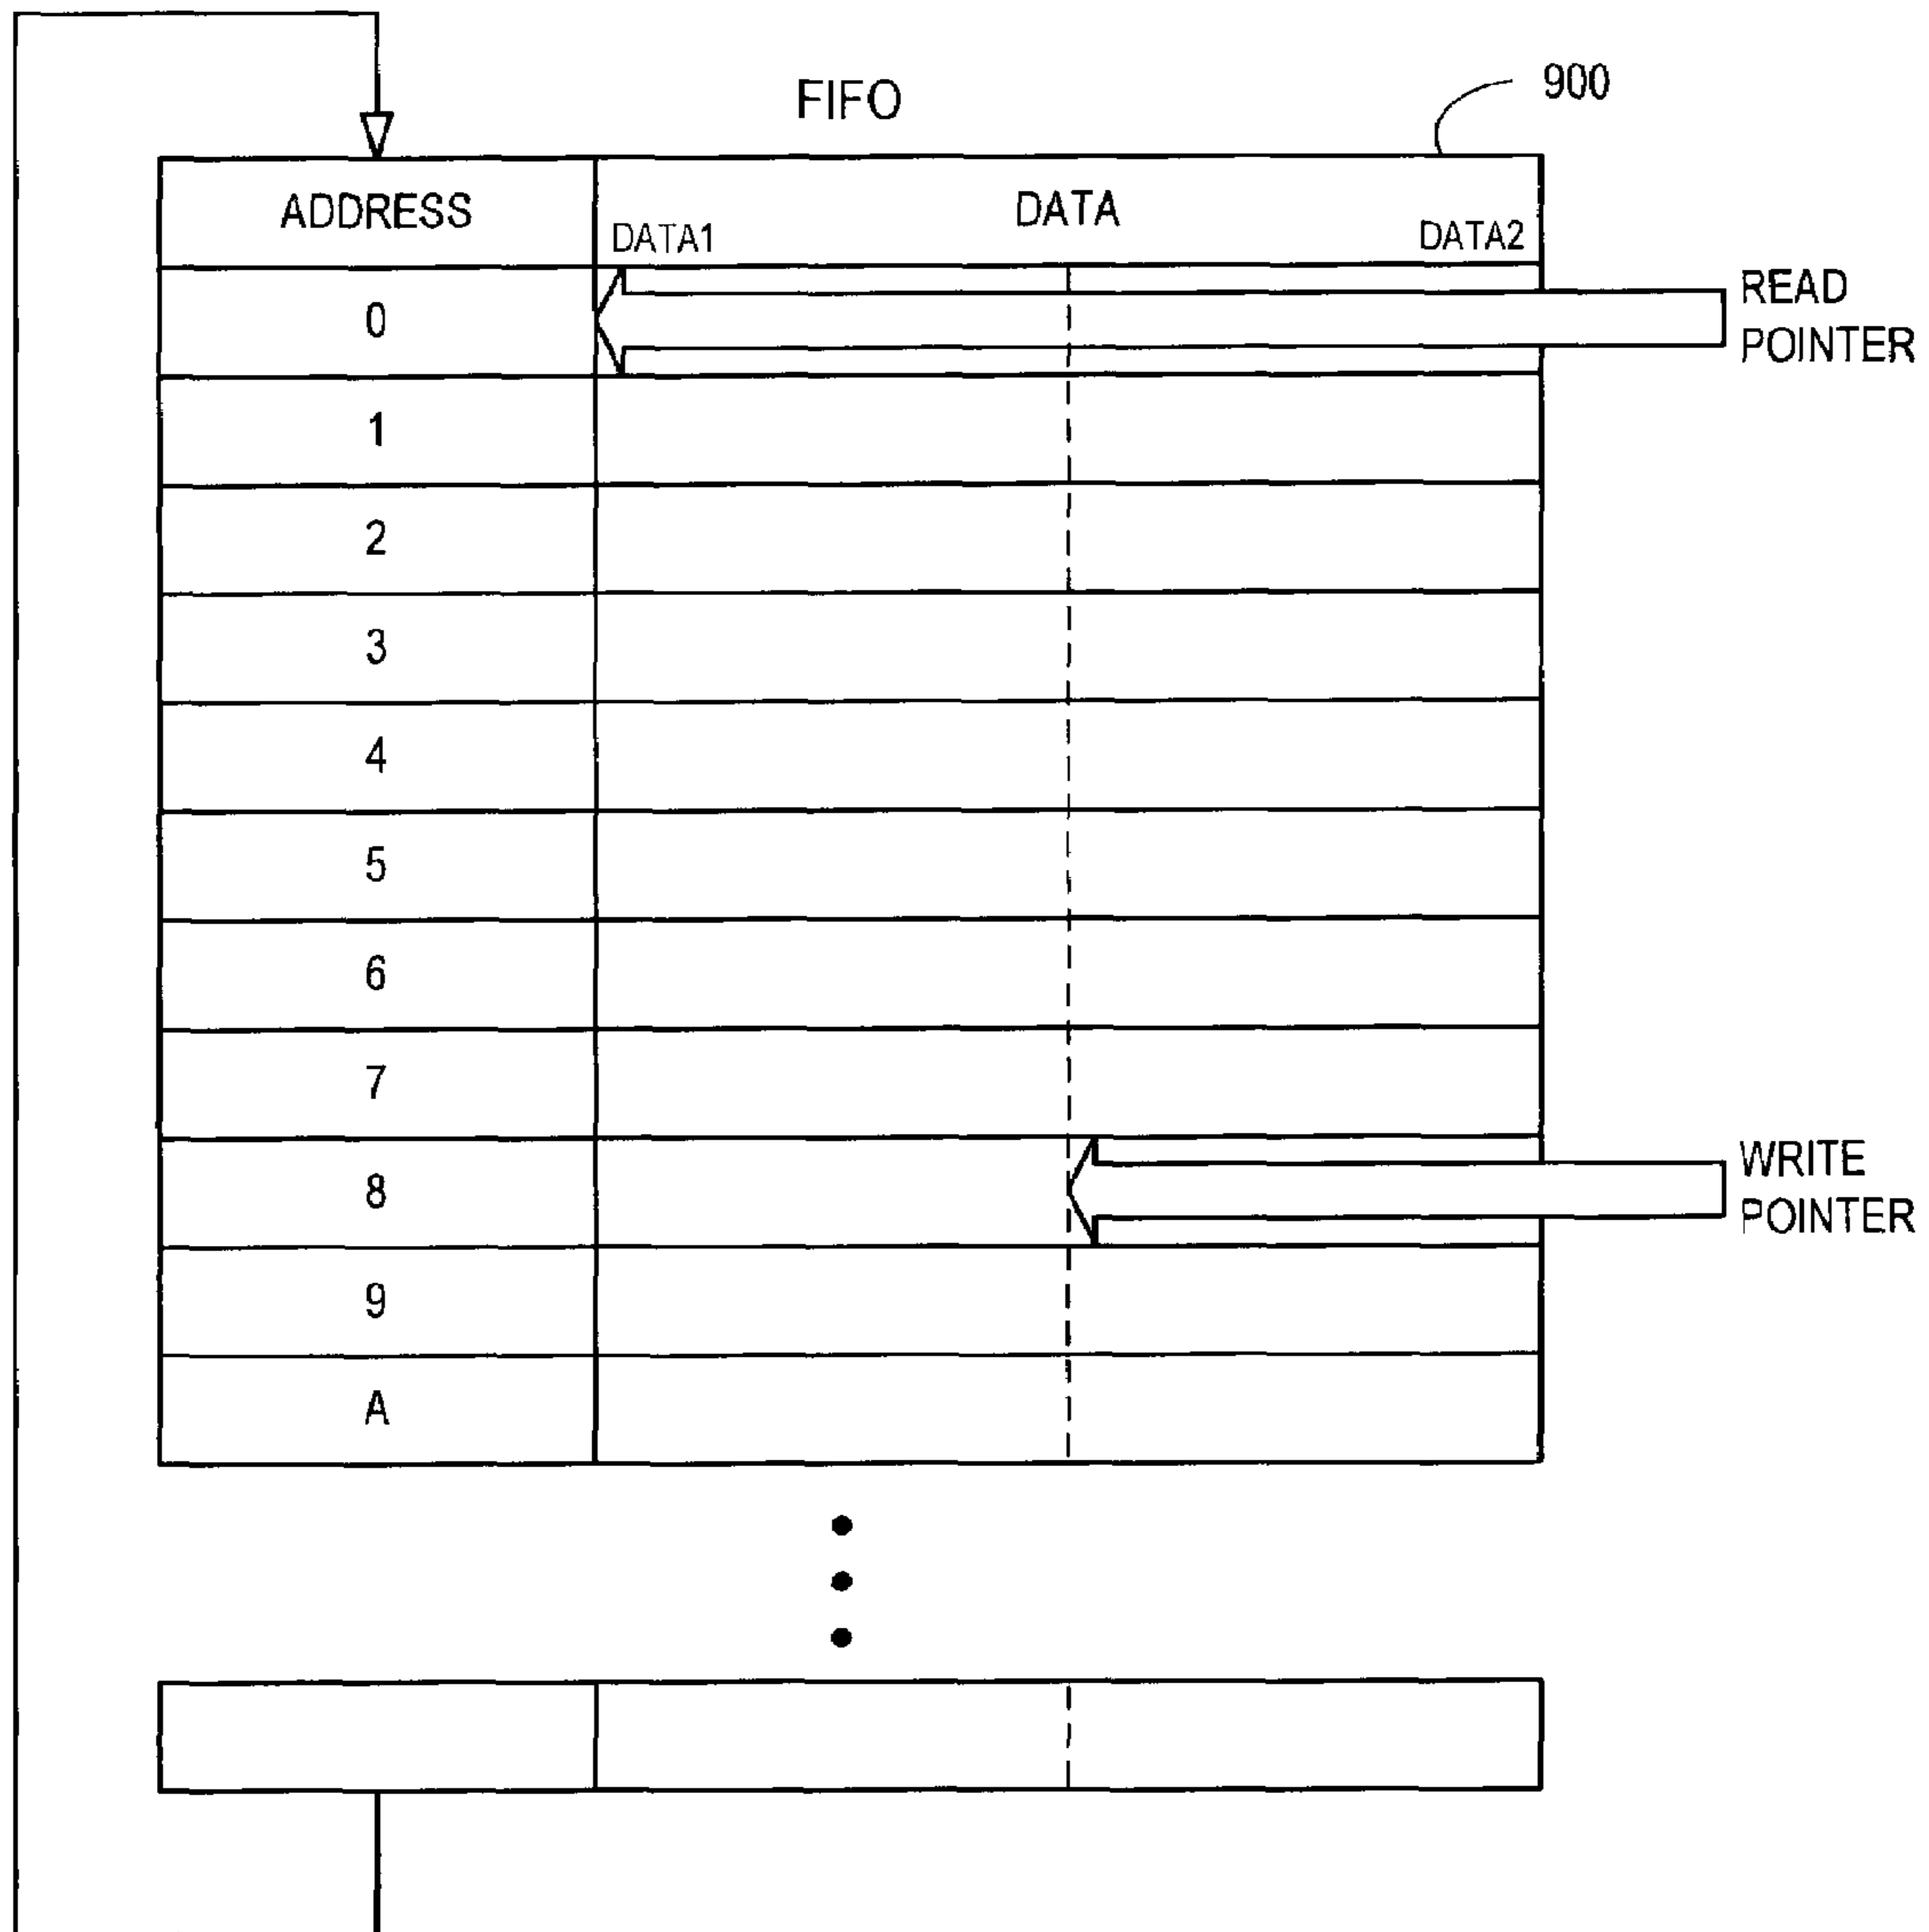 FIFO
900
ADDRESS
DATA
DATA1
DATA2
0
READ
POINTER
1
2
3
4
5
6
7
8
WRITE
POINTER
9
A